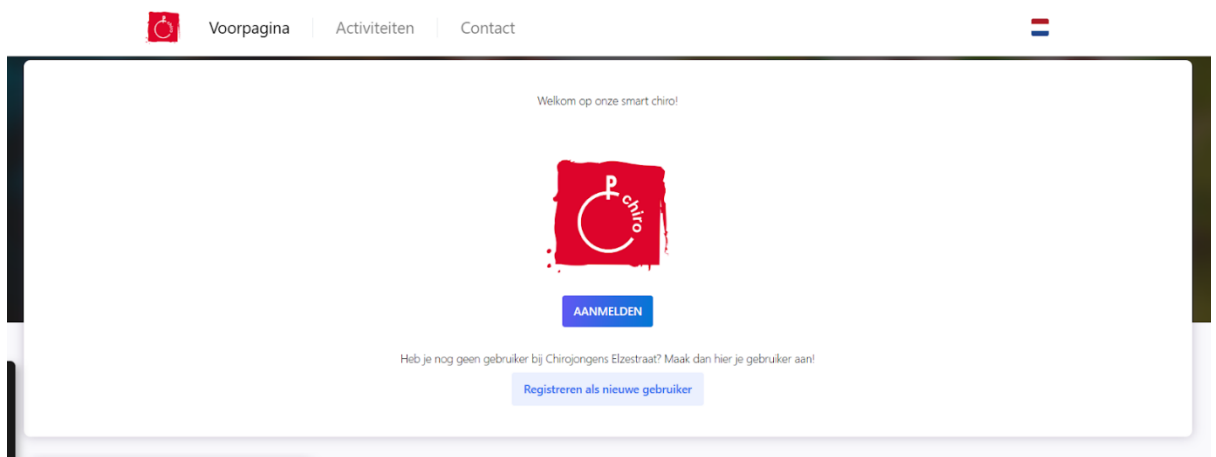 Voorpagina
Activiteiten
Contact
Welkom op onze smart chiro!
P
chiro
AANMELDEN
Heb je nog geen gebruiker bij Chirojongens Elzestraat? Maak dan hier je gebruiker aan!
Registreren als nieuwe gebruiker